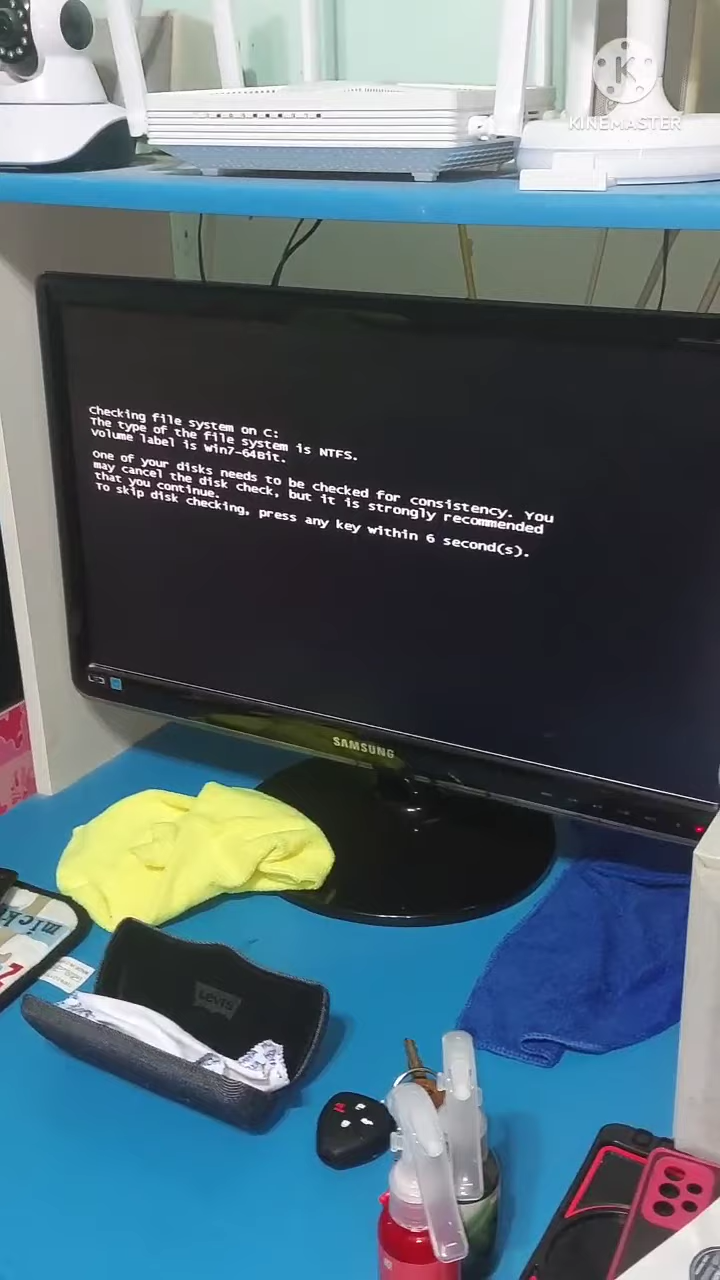 KINEMASTER
Checking file system on C:
The type of the file system is NTFS.
Volume label is Win7-64Bit.
One of your disks needs to be checked for consistency. You
may cancel the disk check, but it is strongly recommended
that you continue.
To skip disk checking, press any key within 6 second(s).
SAMSUNG
LEVI'S